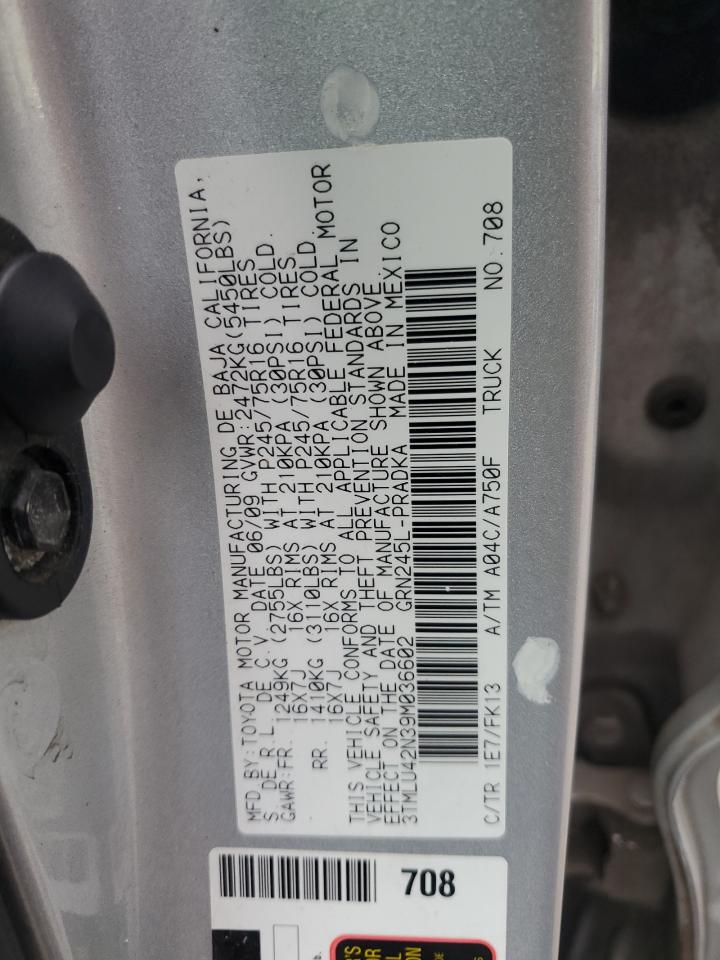 MFD BY:TOYOTA MOTOR MANUFACTURING DE BAJA CALIFORNIA,
S. DE R.L. DE C.V. DATE 06/09 GVWR:2472KG(5450LBS)
GAWR:FR. 1249KG (2755LBS) WITH P245/75R16 TIRES
16X7J 16X RIMS AT 210KPA (30PSI) COLD.
RR. 1410KG (3110LBS) WITH P245/75R16 TIRES
16X7J 16X RIMS AT 210KPA (30PSI) COLD.
THIS VEHICLE CONFORMS TO ALL APPLICABLE FEDERAL MOTOR
VEHICLE SAFETY AND THEFT PREVENTION STANDARDS IN
EFFECT ON THE DATE OF MANUFACTURE SHOWN ABOVE.
3TMLU42N39M036602 GRN245L-PRADKA MADE IN MEXICO
C/TR 1E7/FK13 A/TM A04C/A750F TRUCK NO.708
708